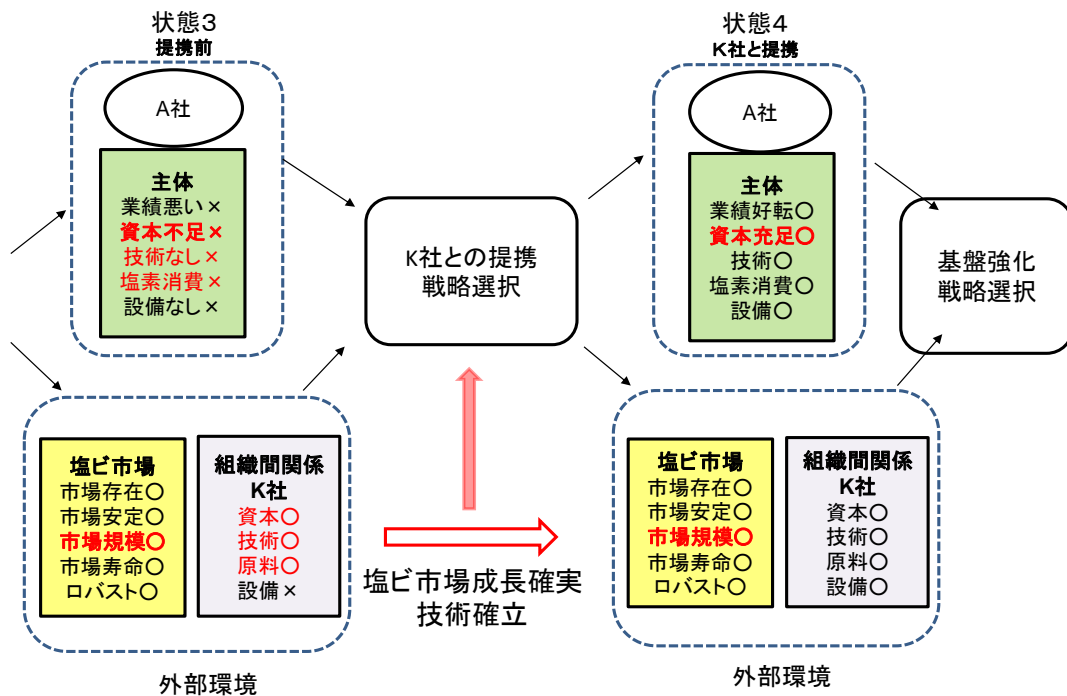 状態3
提携前
A社
主体
業績悪い×
資本不足×
技術なし×
塩素消費×
設備なし×
塩ビ市場
市場存在○
市場安定○
市場規模○
市場寿命○
ロバスト○
組織間関係
K社
資本○
技術○
原料○
設備×
外部環境
K社との提携
戦略選択
塩ビ市場成長確実
技術確立
状態4
K社と提携
A社
主体
業績好転○
資本充足○
技術○
塩素消費○
設備○
塩ビ市場
市場存在○
市場安定○
市場規模○
市場寿命○
ロバスト○
組織間関係
K社
資本○
技術○
原料○
設備○
外部環境
基盤強化
戦略選択